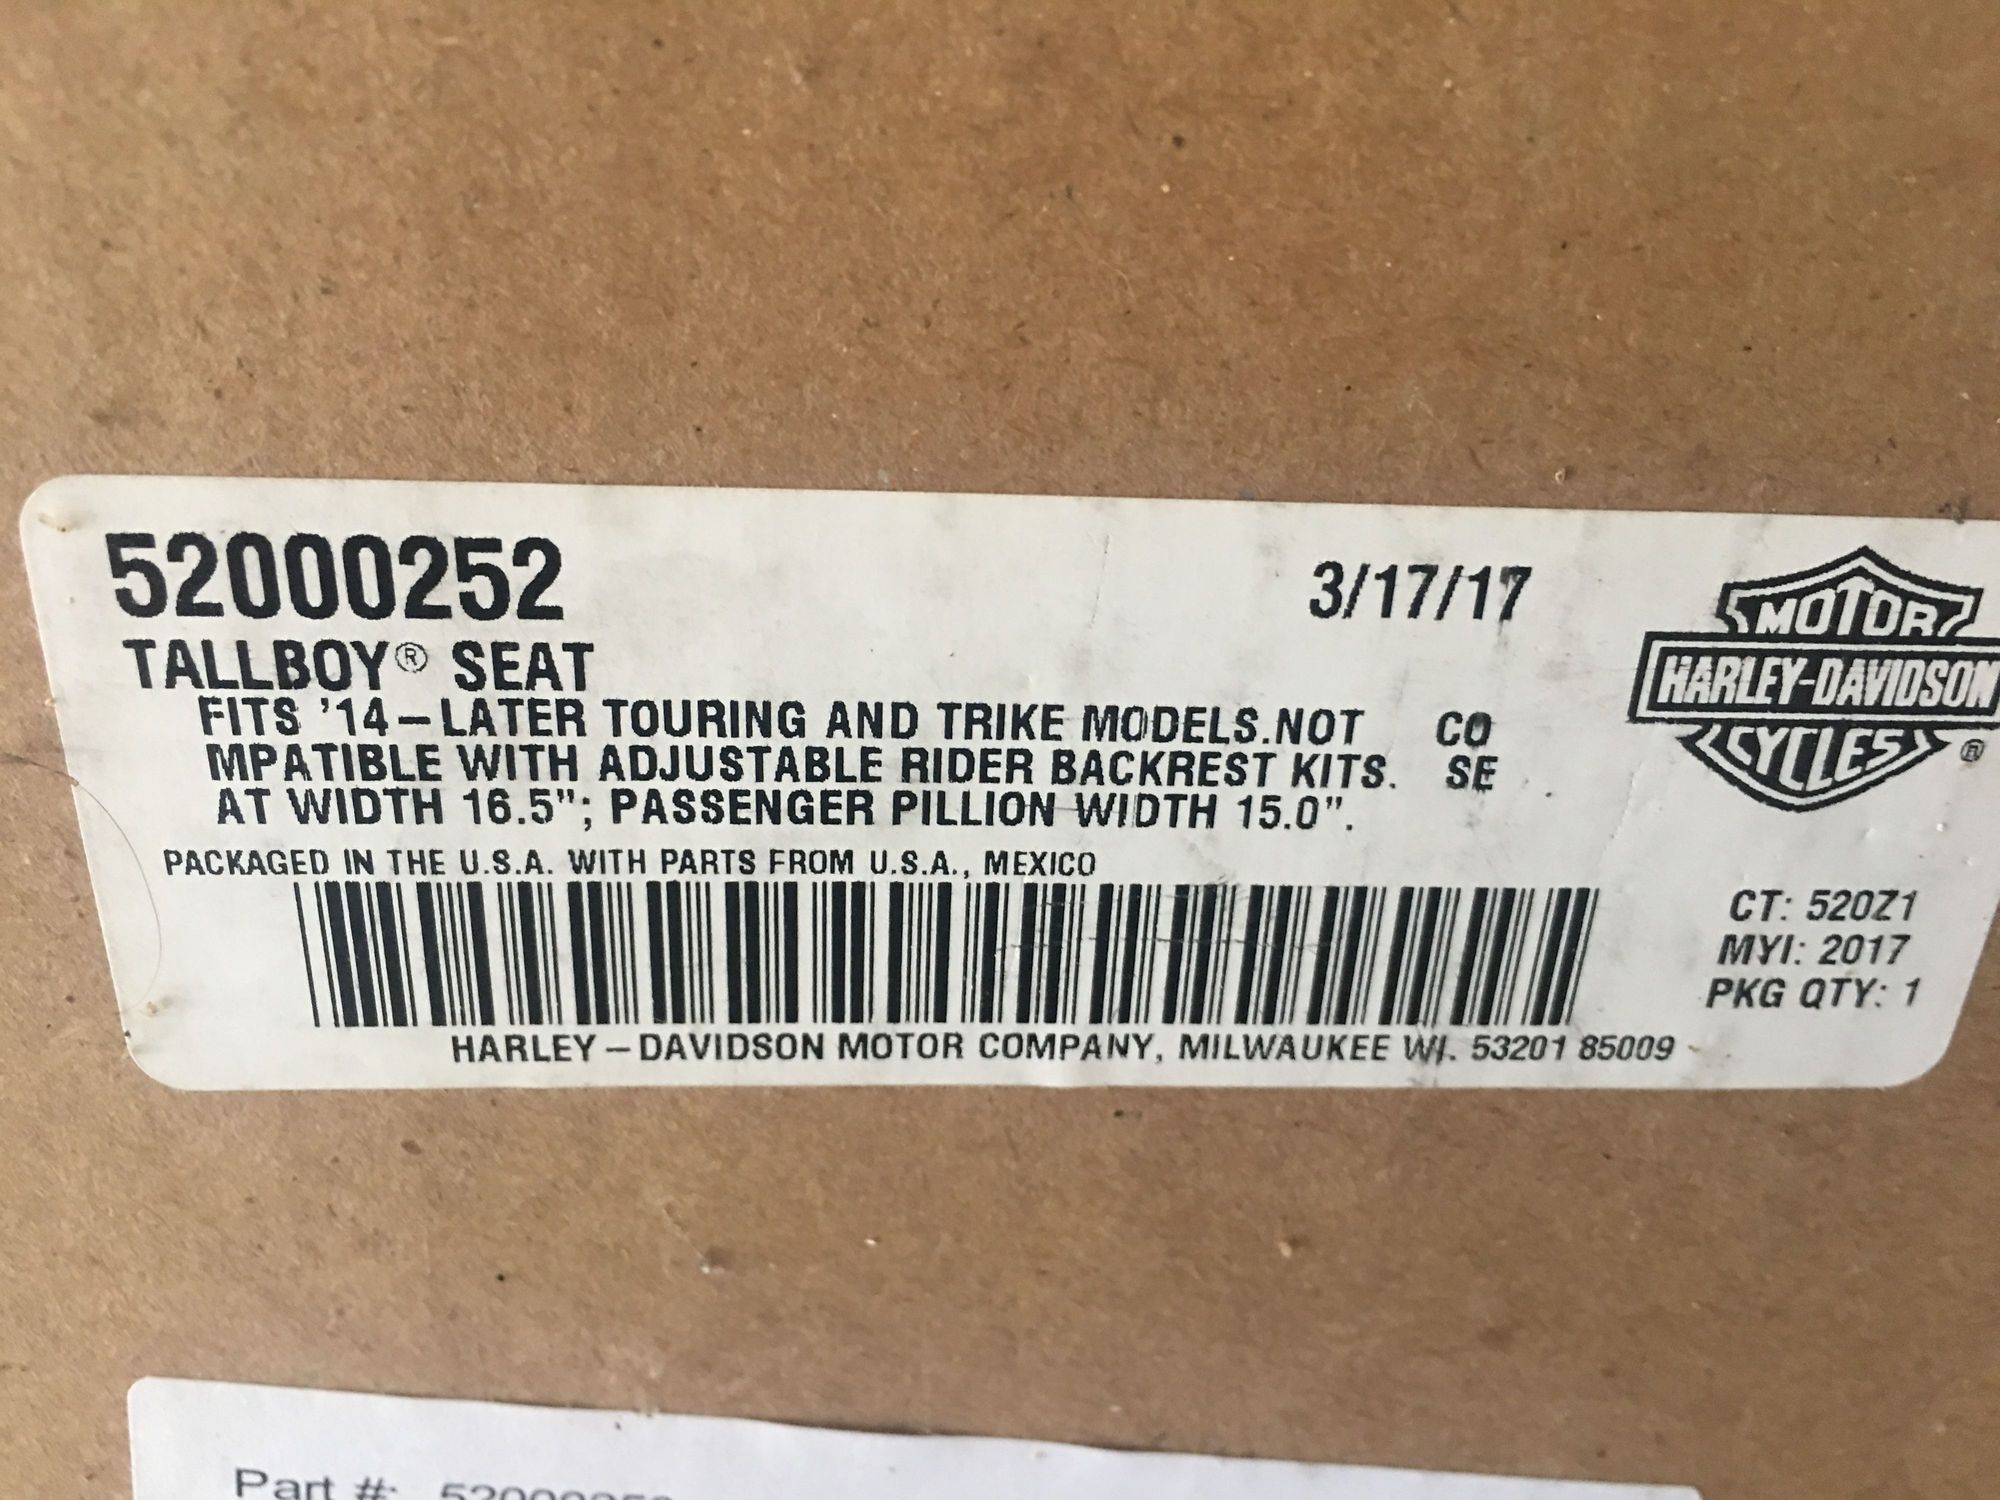 52000252
3/17/17
TALLBOY® SEAT
FITS '14–LATER TOURING AND TRIKE MODELS.NOT CO
MPATIBLE WITH ADJUSTABLE RIDER BACKREST KITS. SE
AT WIDTH 16.5"; PASSENGER PILLION WIDTH 15.0".
PACKAGED IN THE U.S.A. WITH PARTS FROM U.S.A., MEXICO
HARLEY–DAVIDSON MOTOR COMPANY, MILWAUKEE WI. 53201 85009
MOTOR
HARLEY-DAVIDSON
CYCLES
®
CT: 520Z1
MYI: 2017
PKG QTY: 1
Part #: